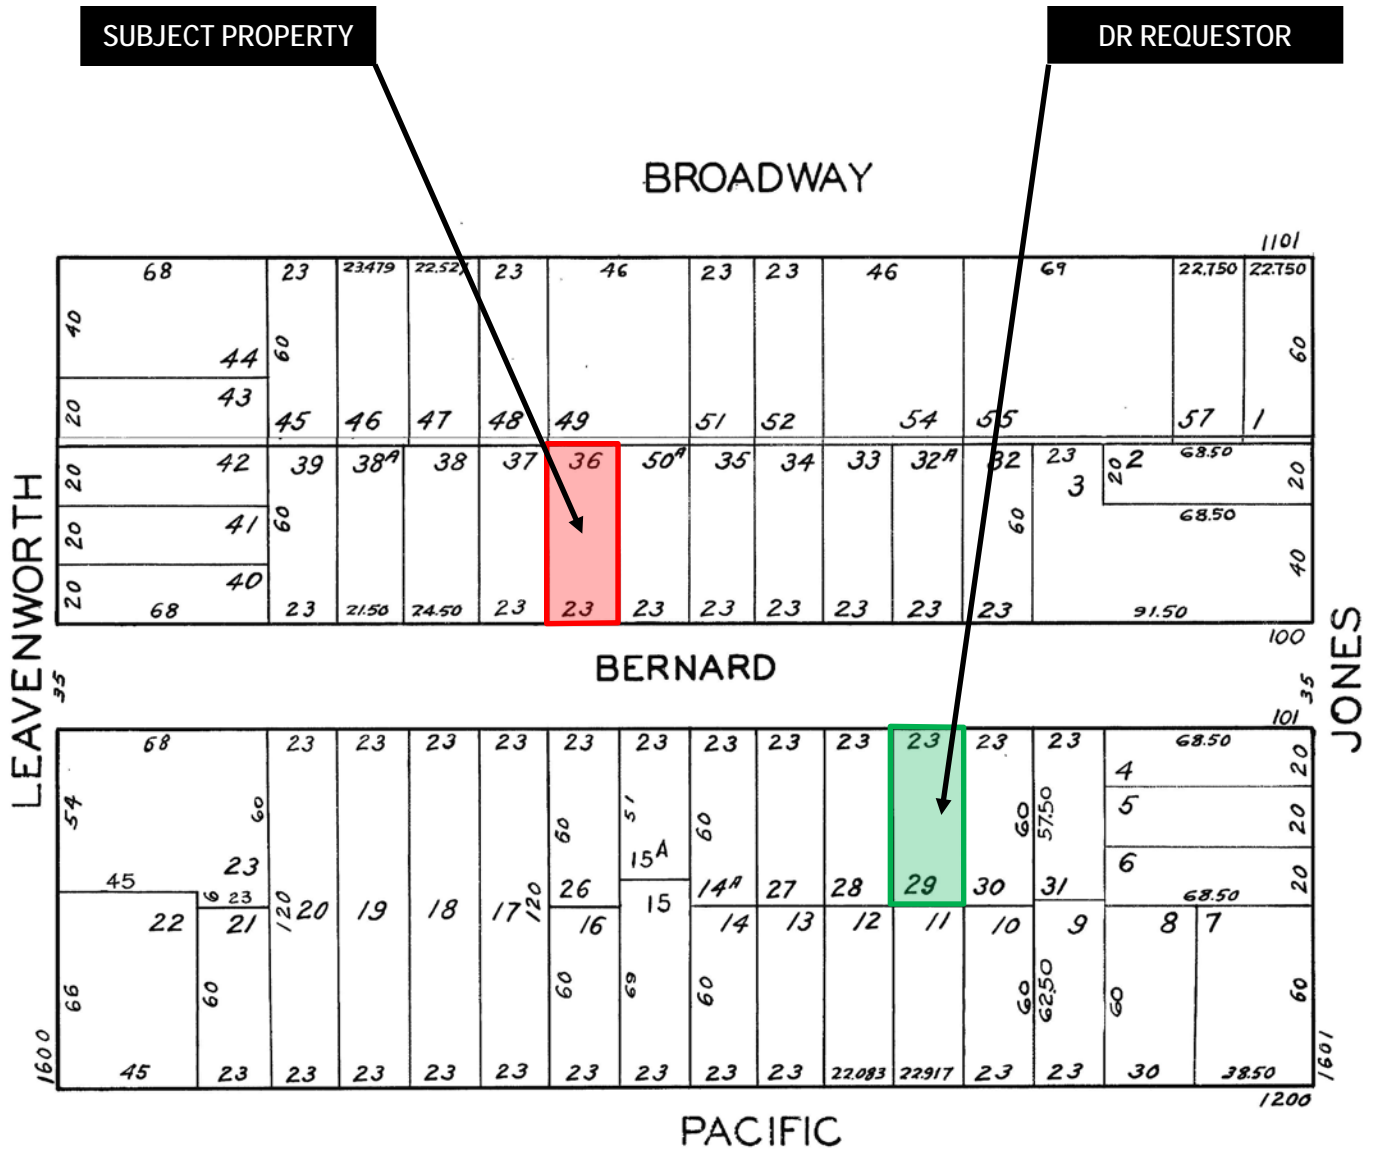 SUBJECT PROPERTY
DR REQUESTOR
BROADWAY
1101
68 23 23.479 22.521 23 46 23 23 46 69 22.750 22.750
40 60 60
44
43
20
45 46 47 48 49 51 52 54 55 57 1
20 42 39 38A 38 37 36 50A 35 34 33 32A 32 23 3 20 2 68.50 20
68.50
20 41 60 60 40
20 40
68 23 21.50 24.50 23 23 23 23 23 23 23 23 91.50
100
LEAVENWORTH
35
BERNARD
35
JONES
101
68 23 23 23 23 23 23 23 23 23 23 23 23 68.50
4 20
54 60 60 51 60 60 57.50 5 20
15A
23 26 14A 27 28 29 30 31 6 20
45 6 23 68.50
22 21 120 20 19 18 17 120 16 15 14 13 12 11 10 9 8 7
66 60 60 69 60 60 62.50 60 60
45 23 23 23 23 23 23 23 23 23 22.083 22.917 23 23 30 38.50
1600
1601
1200
PACIFIC